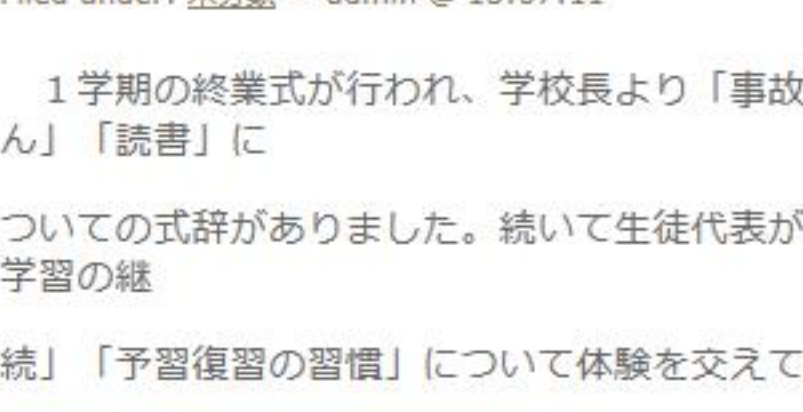 １学期の終業式が行われ、学校長より「事故
ん」「読書」に
ついての式辞がありました。続いて生徒代表が
学習の継
続」「予習復習の習慣」について体験を交えて